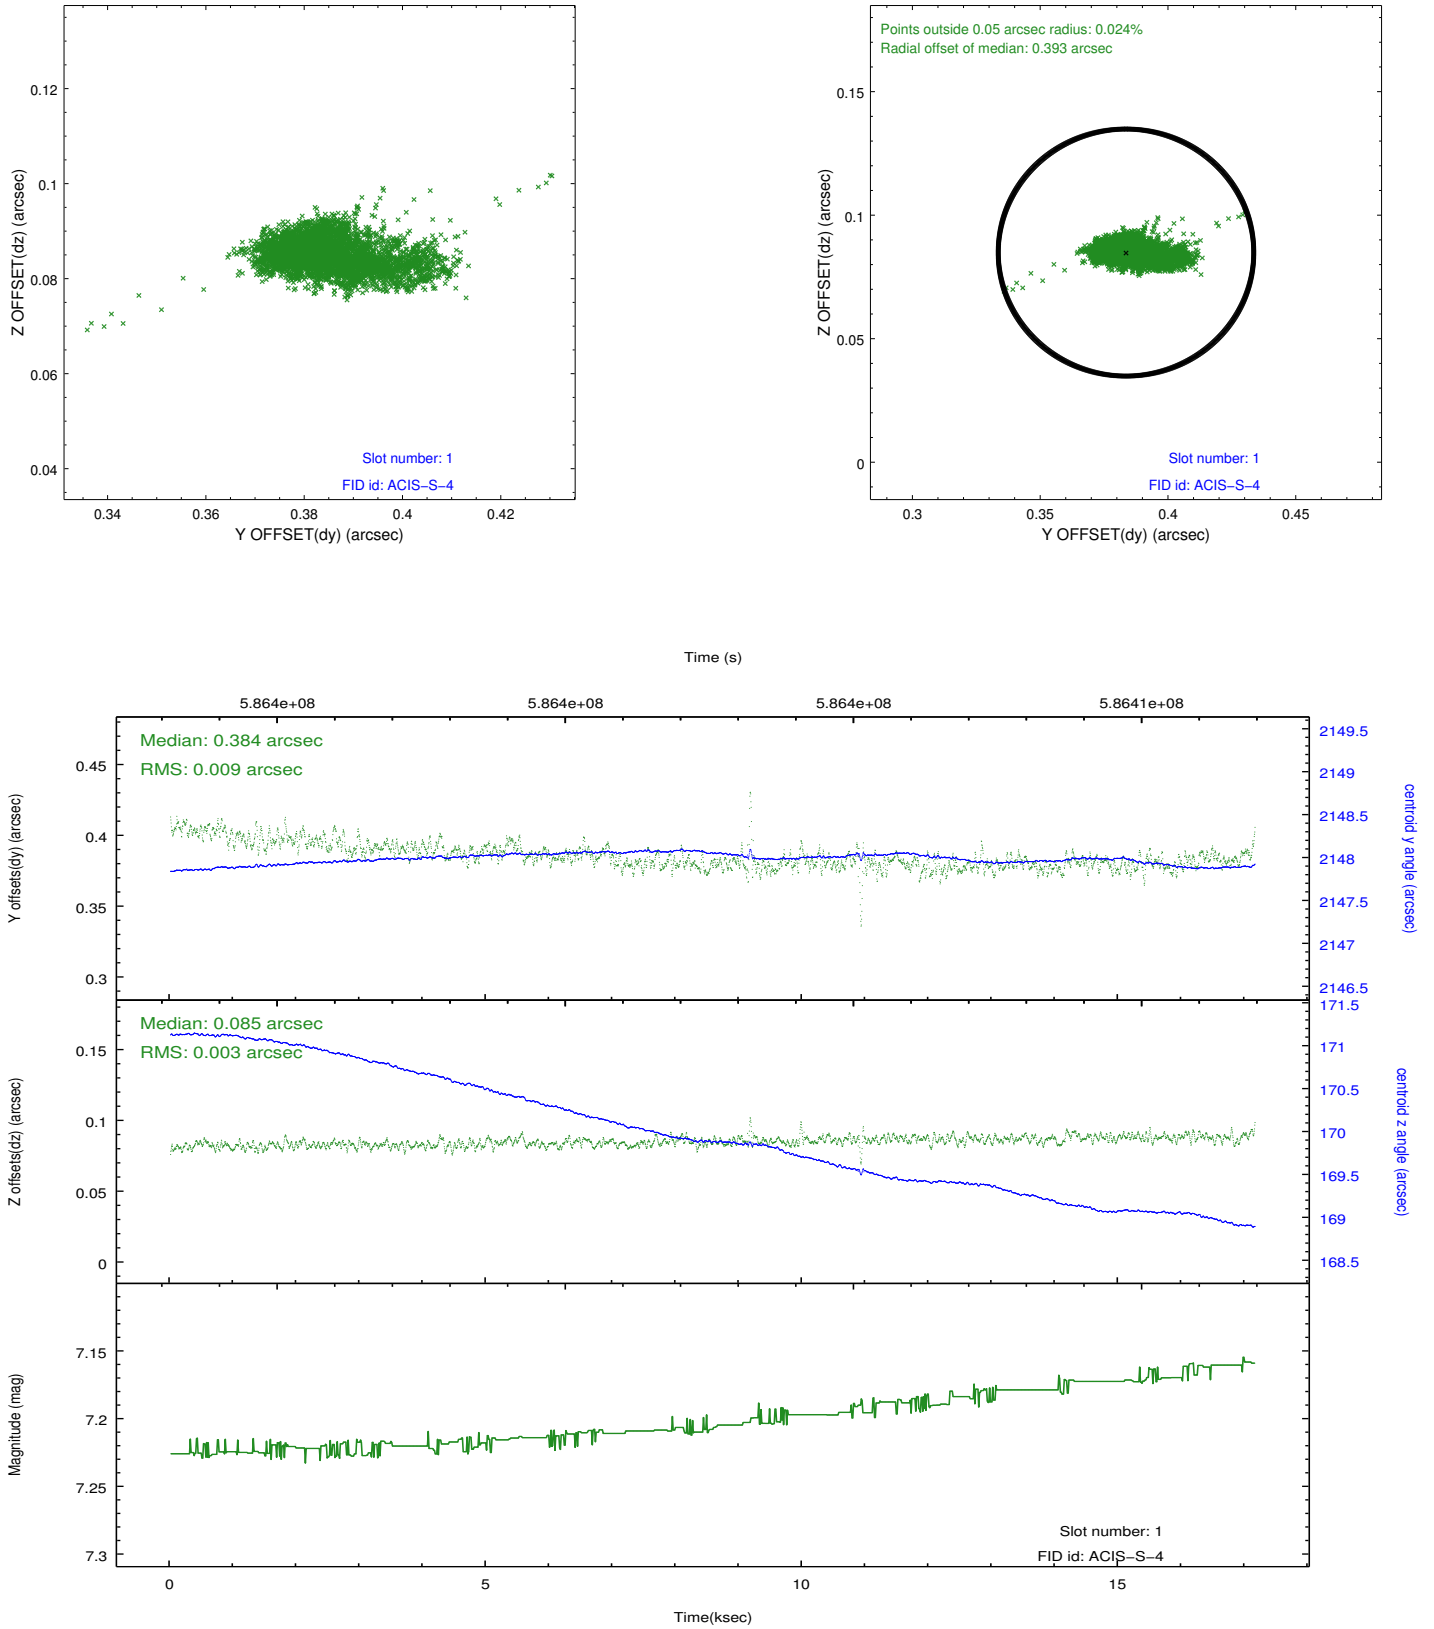 0.12
0.1
0.08
0.06
0.04
Z OFFSET(dz) (arcsec)
Slot number: 1
FID id: ACIS−S−4
0.34
0.36
0.38
0.4
0.42
Y OFFSET(dy) (arcsec)
Points outside 0.05 arcsec radius: 0.024%
Radial offset of median: 0.393 arcsec
0.15
0.1
0.05
0
Z OFFSET(dz) (arcsec)
Slot number: 1
FID id: ACIS−S−4
0.3
0.35
0.4
0.45
Y OFFSET(dy) (arcsec)
Time (s)
5.864e+08
5.864e+08
5.864e+08
5.8641e+08
Median: 0.384 arcsec
RMS: 0.009 arcsec
0.45
0.4
0.35
0.3
Y offsets(dy) (arcsec)
2149.5
2149
2148.5
2148
2147.5
2147
2146.5
centroid y angle (arcsec)
Median: 0.085 arcsec
RMS: 0.003 arcsec
0.15
0.1
0.05
0
Z offsets(dz) (arcsec)
171.5
171
170.5
170
169.5
169
168.5
centroid z angle (arcsec)
7.15
7.2
7.25
7.3
Magnitude (mag)
Slot number: 1
FID id: ACIS−S−4
0
5
10
15
Time(ksec)